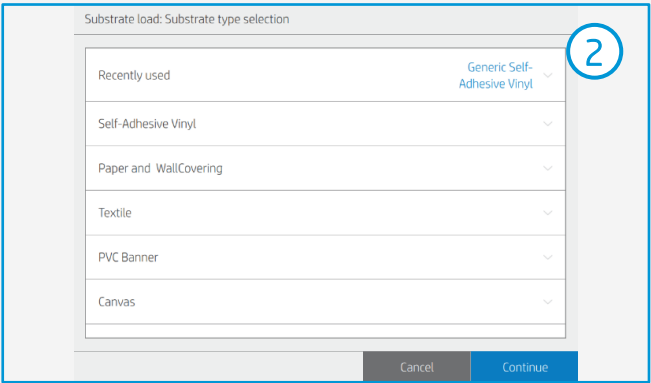 Substrate load: Substrate type selection
2
Recently used
Generic Self-
Adhesive Vinyl
Self-Adhesive Vinyl
Paper and WallCovering
Textile
PVC Banner
Canvas
Cancel
Continue